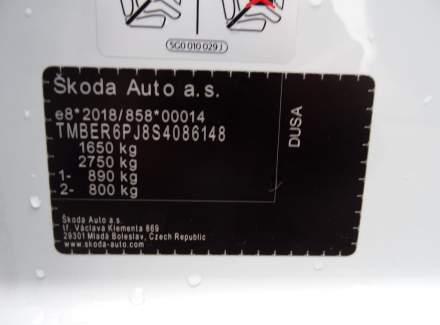 5G0 010 029 J
Škoda Auto a.s.
e8*2018/858*00014
TMBER6PJ8S4086148
1650 kg
2750 kg
1- 890 kg
2- 800 kg
DUSA
Škoda Auto a.s.
tř. Václava Klementa 869
29301 Mladá Boleslav, Czech Republic
www.skoda-auto.com